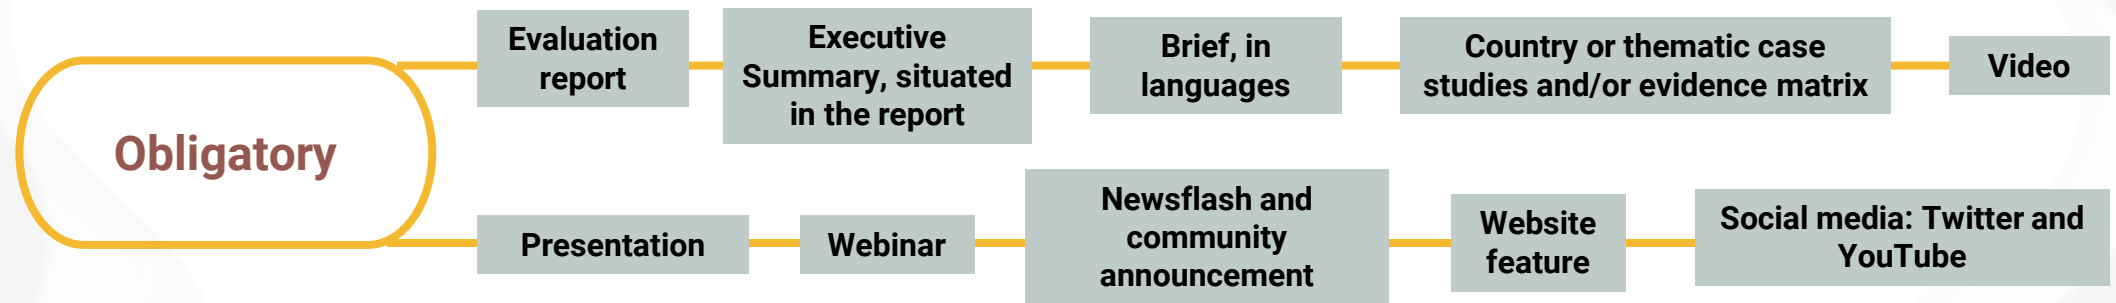 Obligatory
Evaluation
report
Executive
Summary, situated
in the report
Brief, in
languages
Country or thematic case
studies and/or evidence matrix
Video
Presentation
Webinar
Newsflash and
community
announcement
Website
feature
Social media: Twitter and
YouTube